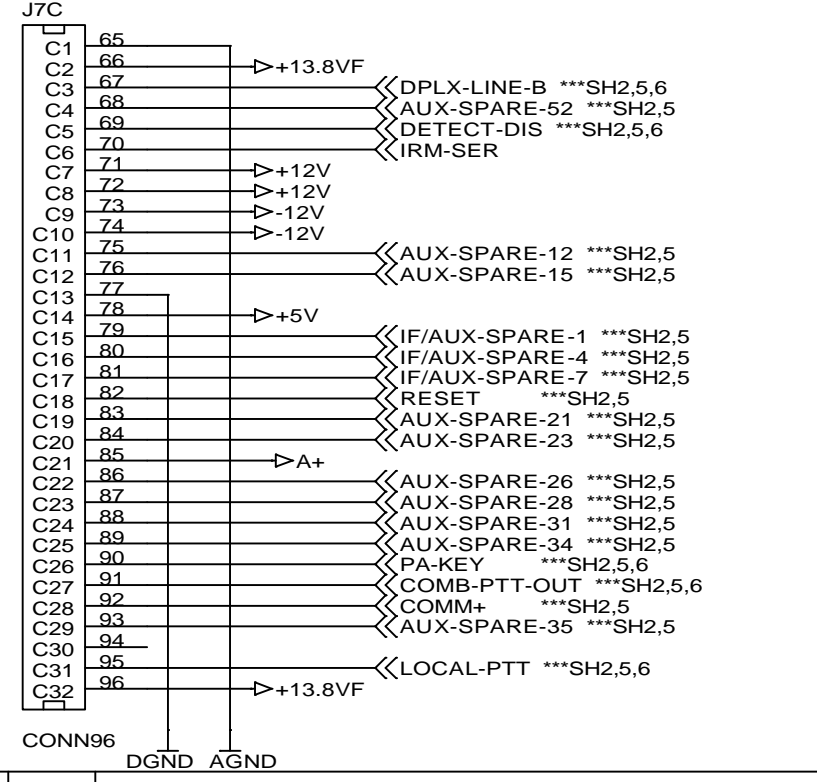 J7C
C1 65
C2 66 +13.8VF
C3 67 DPLX-LINE-B ***SH2,5,6
C4 68 AUX-SPARE-52 ***SH2,5
C5 69 DETECT-DIS ***SH2,5,6
C6 70 IRM-SER
C7 71 +12V
C8 72 +12V
C9 73 -12V
C10 74 -12V
C11 75 AUX-SPARE-12 ***SH2,5
C12 76 AUX-SPARE-15 ***SH2,5
C13 77
C14 78 +5V
C15 79 IF/AUX-SPARE-1 ***SH2,5
C16 80 IF/AUX-SPARE-4 ***SH2,5
C17 81 IF/AUX-SPARE-7 ***SH2,5
C18 82 RESET ***SH2,5
C19 83 AUX-SPARE-21 ***SH2,5
C20 84 AUX-SPARE-23 ***SH2,5
C21 85 A+
C22 86 AUX-SPARE-26 ***SH2,5
C23 87 AUX-SPARE-28 ***SH2,5
C24 88 AUX-SPARE-31 ***SH2,5
C25 89 AUX-SPARE-34 ***SH2,5
C26 90 PA-KEY ***SH2,5,6
C27 91 COMB-PTT-OUT ***SH2,5,6
C28 92 COMM+ ***SH2,5
C29 93 AUX-SPARE-35 ***SH2,5
C30 94
C31 95 LOCAL-PTT ***SH2,5,6
C32 96 +13.8VF
CONN96
DGND AGND